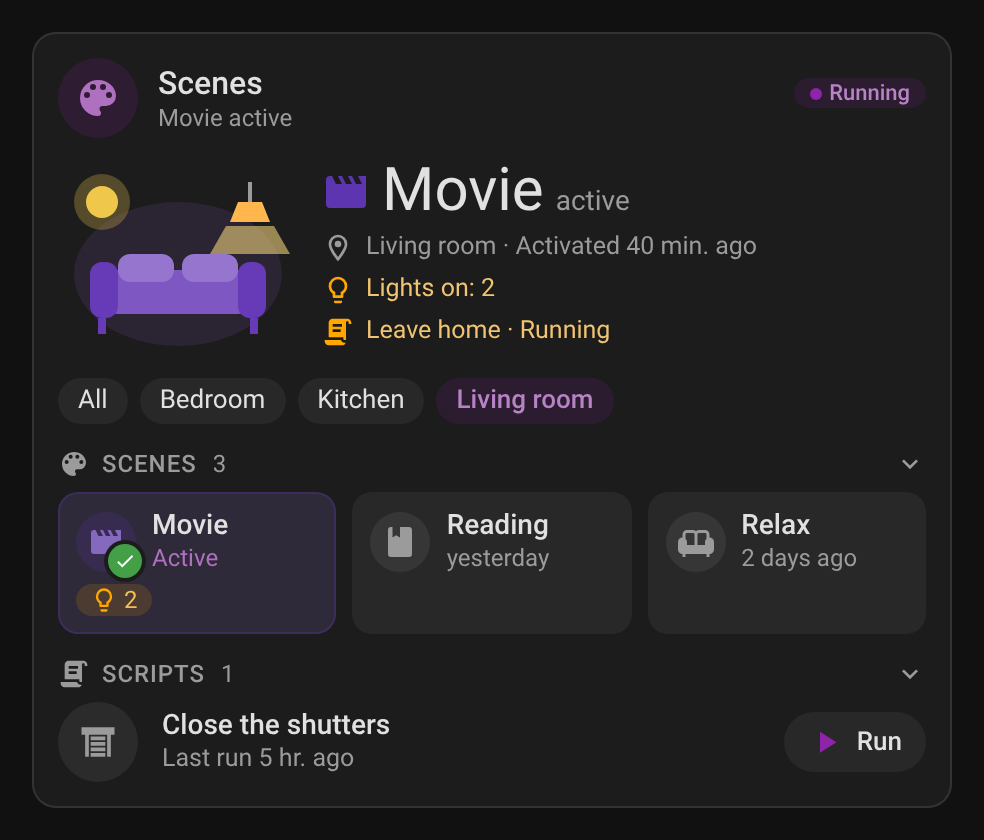 Scenes
Movie active
Running
Movie active
Living room · Activated 40 min. ago
Lights on: 2
Leave home · Running
All
Bedroom
Kitchen
Living room
SCENES 3
Movie
Active
2
Reading
yesterday
Relax
2 days ago
SCRIPTS 1
Close the shutters
Last run 5 hr. ago
Run